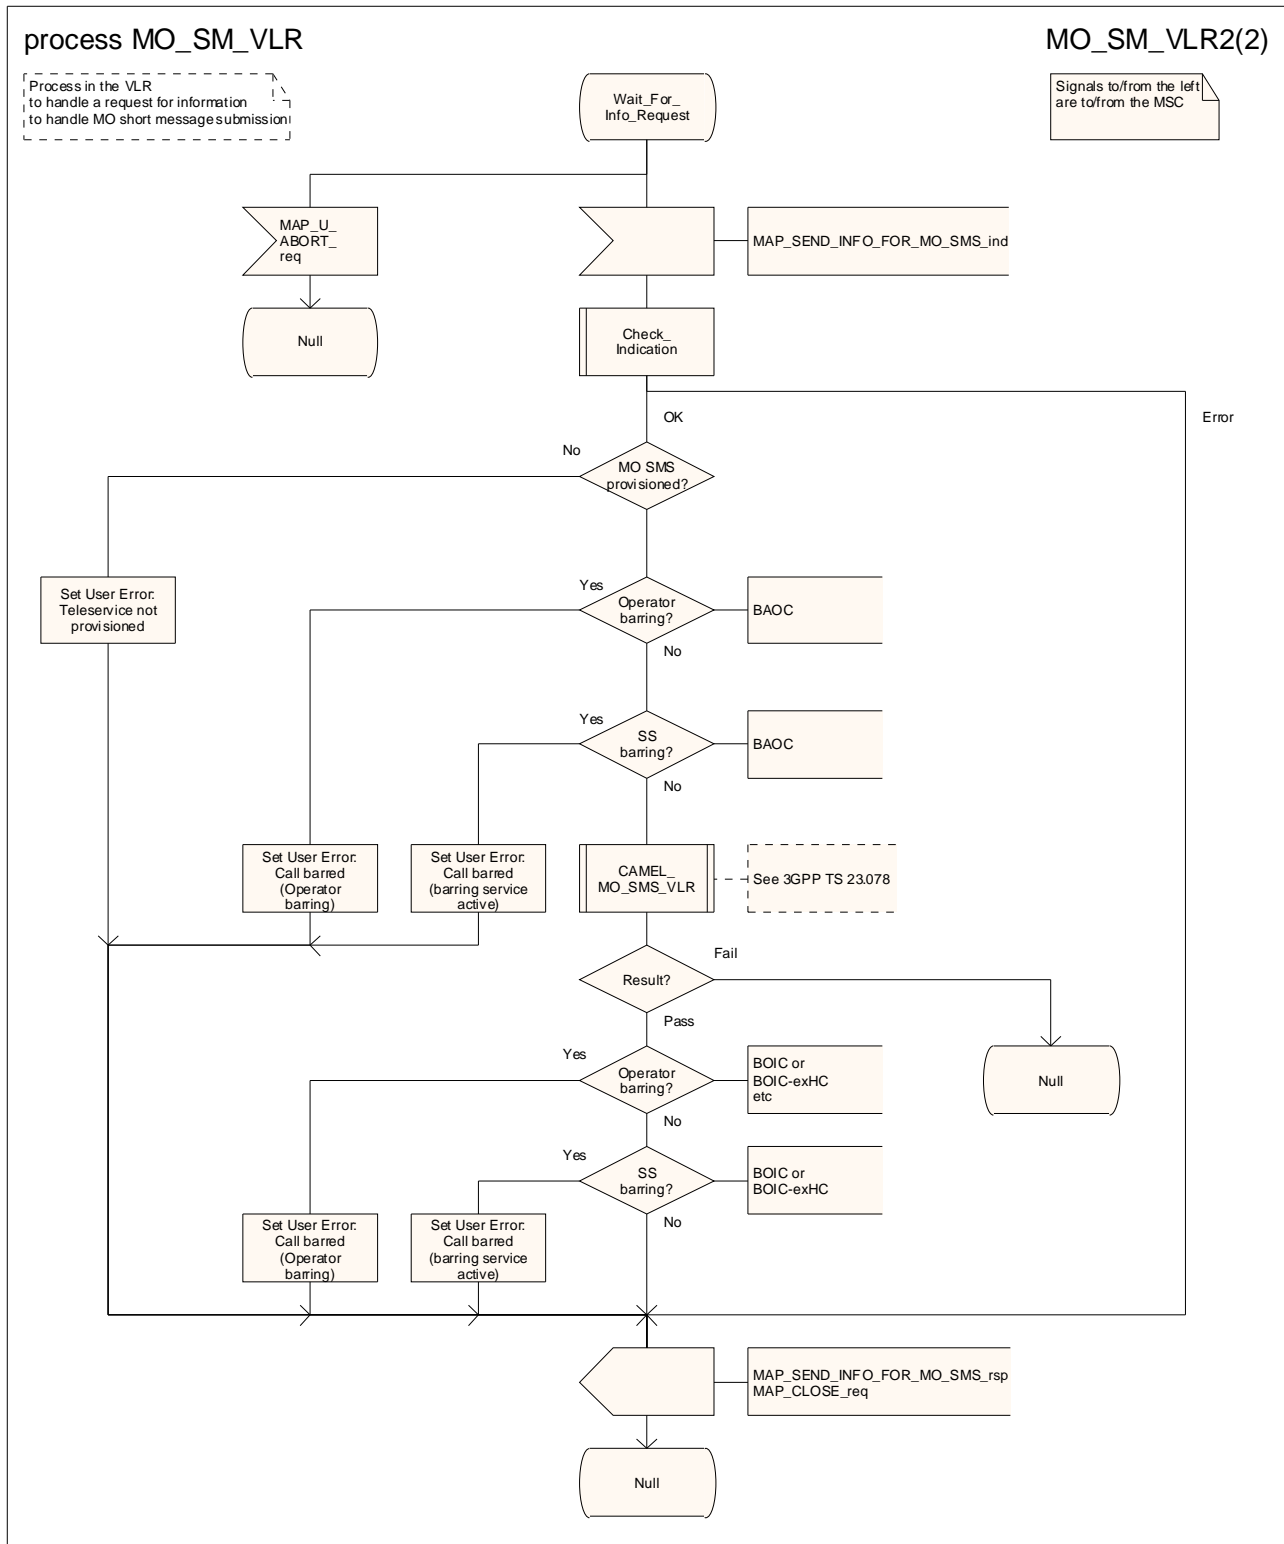 process MO_SM_VLR
MO_SM_VLR2(2)
Process in the VLR
to handle a request for information
to handle MO short message submission
Wait_For_
Info_Request
Signals to/from the left
are to/from the MSC
MAP_U_
ABORT_
req
MAP_SEND_INFO_FOR_MO_SMS_ind
Null
Check_
Indication
OK
Error
No
MO SMS
provisioned?
Set User Error:
Teleservice not
provisioned
Yes
Operator
barring?
BAOC
No
Yes
SS
barring?
BAOC
No
Set User Error:
Call barred
(Operator
barring)
Set User Error:
Call barred
(barring service
active)
CAMEL_
MO_SMS_VLR
See 3GPP TS 23.078
Fail
Result?
Pass
Yes
Operator
barring?
BOIC or
BOIC-exHC
etc
Null
No
Yes
SS
barring?
BOIC or
BOIC-exHC
No
Set User Error:
Call barred
(Operator
barring)
Set User Error:
Call barred
(barring service
active)
MAP_SEND_INFO_FOR_MO_SMS_rsp
MAP_CLOSE_req
Null